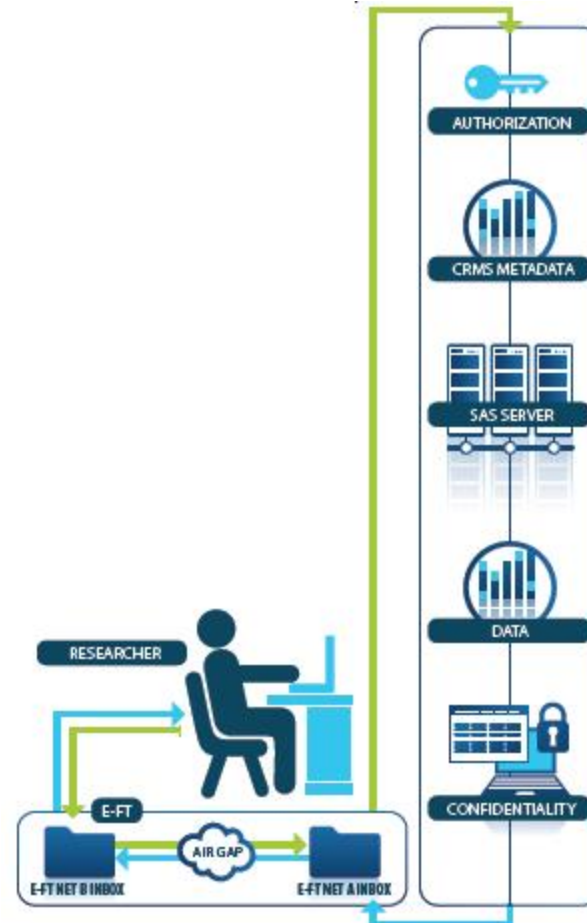 AUTHORIZATION
CRMS METADATA
SAS SERVER
DATA
RESEARCHER
CONFIDENTIALITY
E-FT
AIR GAP
E-FT NET B INBOX
E-FT NET A INBOX